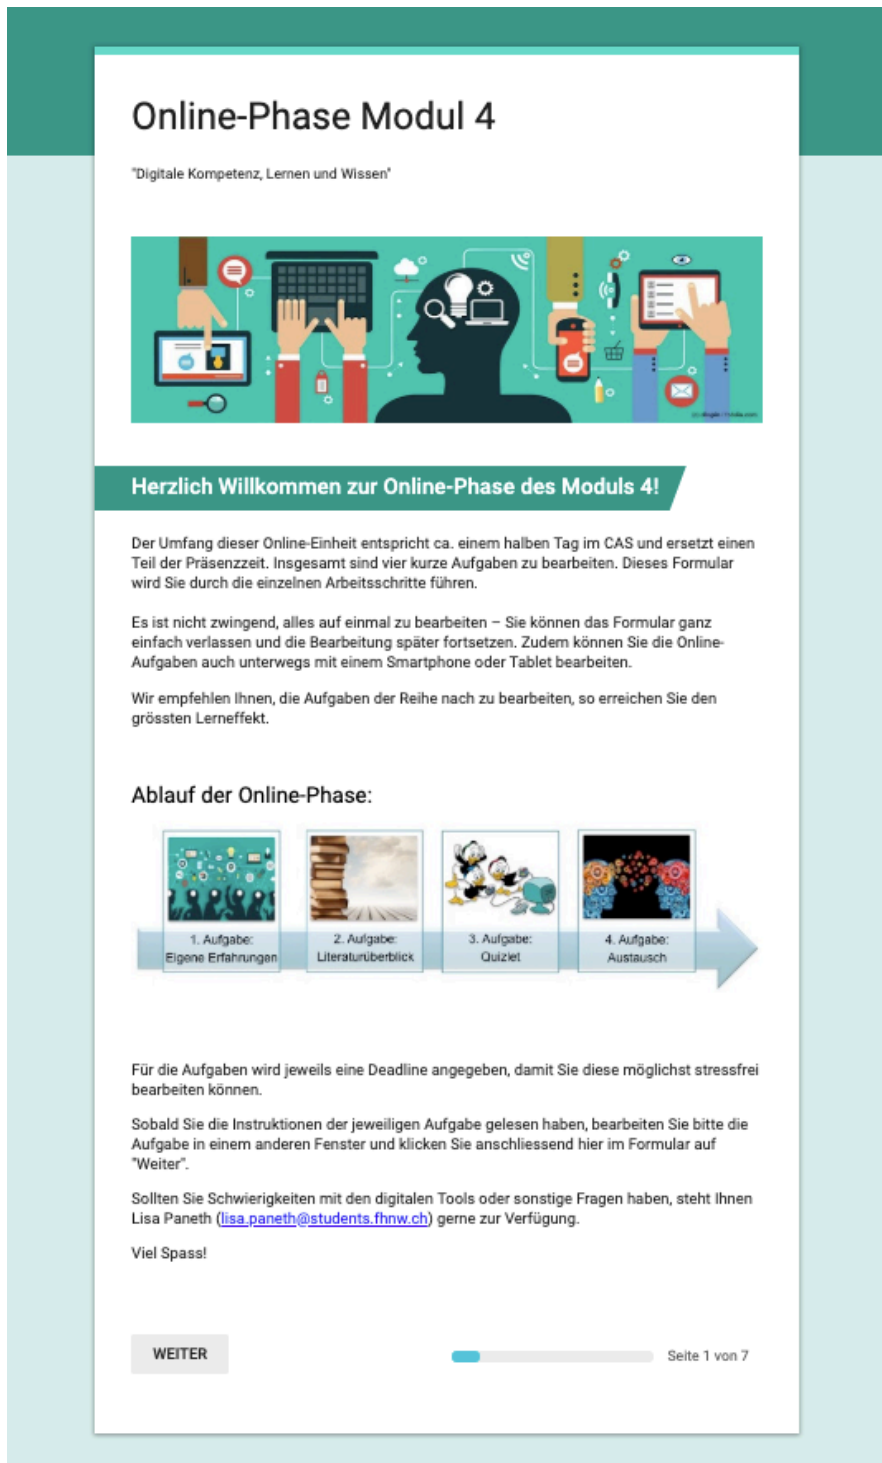 Online-Phase Modul 4
"Digitale Kompetenz, Lernen und Wissen"
Herzlich Willkommen zur Online-Phase des Moduls 4!
Der Umfang dieser Online-Einheit entspricht ca. einem halben Tag im CAS und ersetzt einen
Teil der Präsenzzeit. Insgesamt sind vier kurze Aufgaben zu bearbeiten. Dieses Formular
wird Sie durch die einzelnen Arbeitsschritte führen.
Es ist nicht zwingend, alles auf einmal zu bearbeiten – Sie können das Formular ganz
einfach verlassen und die Bearbeitung später fortsetzen. Zudem können Sie die Online-
Aufgaben auch unterwegs mit einem Smartphone oder Tablet bearbeiten.
Wir empfehlen Ihnen, die Aufgaben der Reihe nach zu bearbeiten, so erreichen Sie den
grössten Lerneffekt.
Ablauf der Online-Phase:
1. Aufgabe:
Eigene Erfahrungen
2. Aufgabe:
Literaturüberblick
3. Aufgabe:
Quizlet
4. Aufgabe:
Austausch
Für die Aufgaben wird jeweils eine Deadline angegeben, damit Sie diese möglichst stressfrei
bearbeiten können.
Sobald Sie die Instruktionen der jeweiligen Aufgabe gelesen haben, bearbeiten Sie bitte die
Aufgabe in einem anderen Fenster und klicken Sie anschliessend hier im Formular auf
"Weiter".
Sollten Sie Schwierigkeiten mit den digitalen Tools oder sonstige Fragen haben, steht Ihnen
Lisa Paneth (lisa.paneth@students.fhnw.ch) gerne zur Verfügung.
Viel Spass!
WEITER
Seite 1 von 7